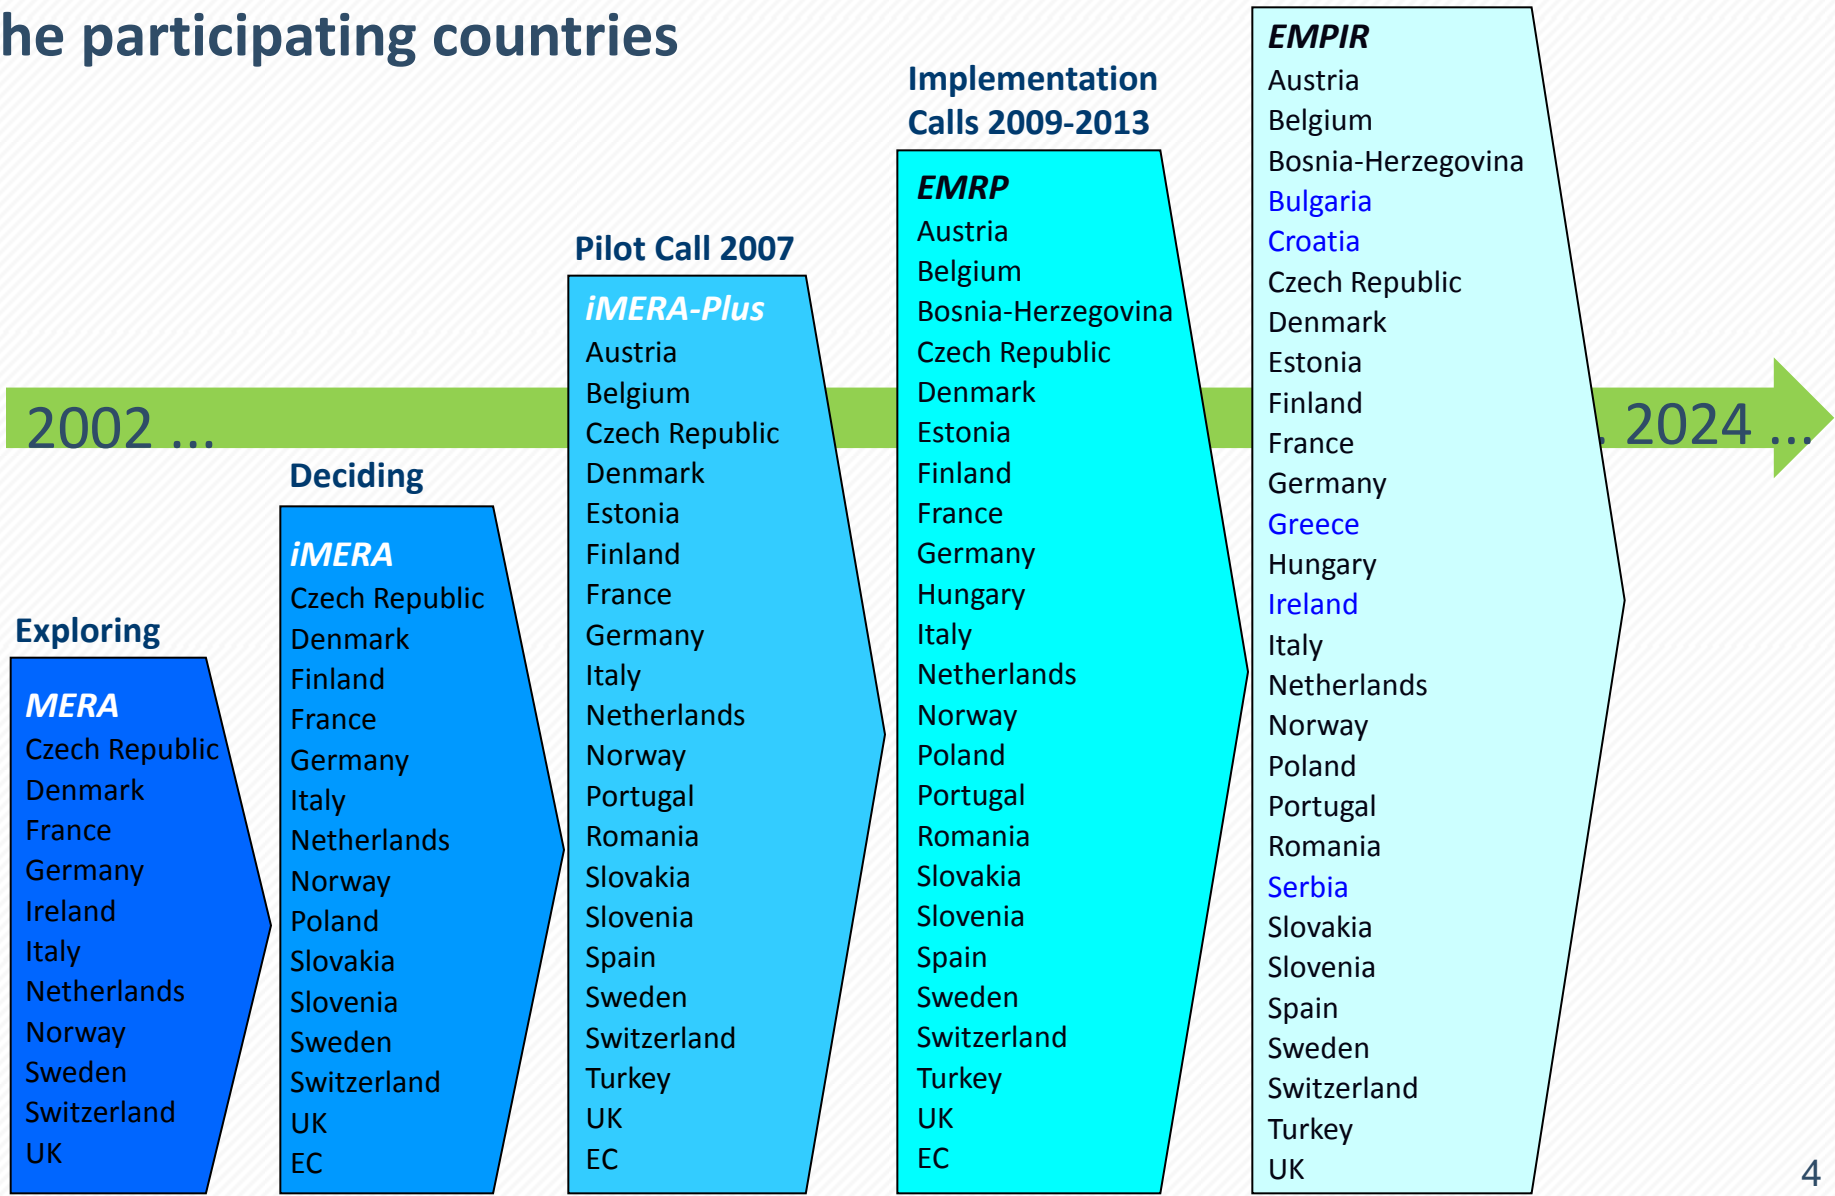 he participating countries
2002 ...
Exploring
MERA
Czech Republic
Denmark
France
Germany
Ireland
Italy
Netherlands
Norway
Sweden
Switzerland
UK
Deciding
iMERA
Czech Republic
Denmark
Finland
France
Germany
Italy
Netherlands
Norway
Poland
Slovakia
Slovenia
Sweden
Switzerland
UK
EC
Pilot Call 2007
iMERA-Plus
Austria
Belgium
Czech Republic
Denmark
Estonia
Finland
France
Germany
Italy
Netherlands
Norway
Portugal
Romania
Slovakia
Slovenia
Spain
Sweden
Switzerland
Turkey
UK
EC
Implementation
Calls 2009-2013
EMRP
Austria
Belgium
Bosnia-Herzegovina
Czech Republic
Denmark
Estonia
Finland
France
Germany
Hungary
Italy
Netherlands
Norway
Poland
Portugal
Romania
Slovakia
Slovenia
Spain
Sweden
Switzerland
Turkey
UK
EC
EMPIR
Austria
Belgium
Bosnia-Herzegovina
Bulgaria
Croatia
Czech Republic
Denmark
Estonia
Finland
France
Germany
Greece
Hungary
Ireland
Italy
Netherlands
Norway
Poland
Portugal
Romania
Serbia
Slovakia
Slovenia
Spain
Sweden
Switzerland
Turkey
UK
. 2024 ...
4